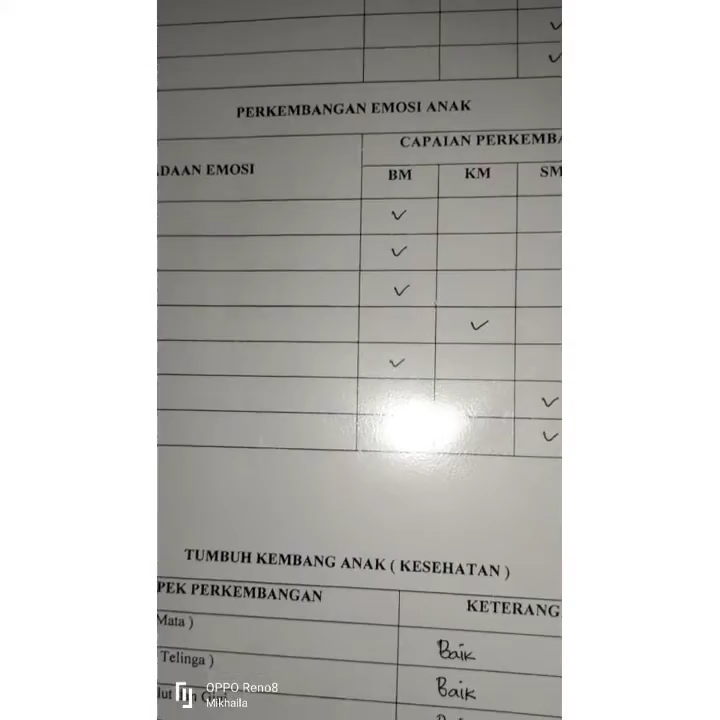 ✓
✓
PERKEMBANGAN EMOSI ANAK
DAAN EMOSI
CAPAIAN PERKEMBA
BM KM SM
✓
✓
✓
✓
✓
✓
✓
TUMBUH KEMBANG ANAK ( KESEHATAN )
PEK PERKEMBANGAN KETERANG
Mata ) Baik
Telinga ) Baik
OPPO Reno8
Mikhaila